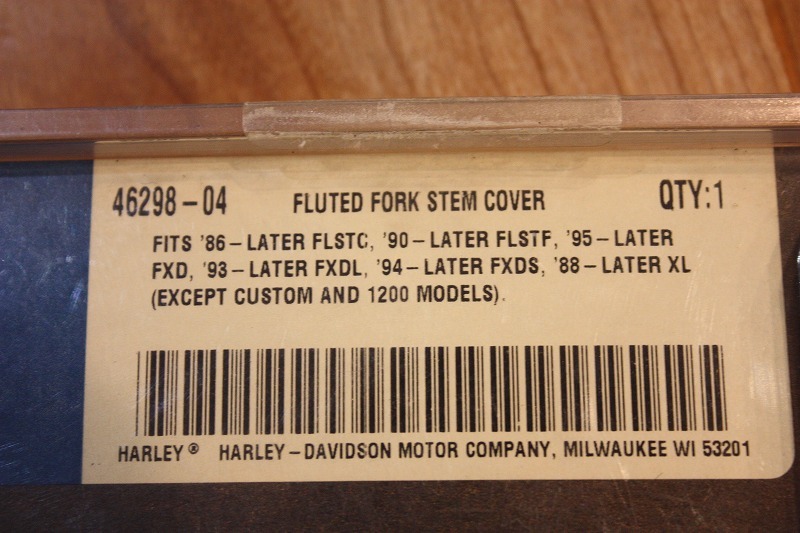 46298-04 FLUTED FORK STEM COVER QTY:1
FITS '86-LATER FLSTC, '90-LATER FLSTF, '95-LATER
FXD, '93-LATER FXDL, '94-LATER FXDS, '88-LATER XL
(EXCEPT CUSTOM AND 1200 MODELS).
HARLEY® HARLEY-DAVIDSON MOTOR COMPANY, MILWAUKEE WI 53201